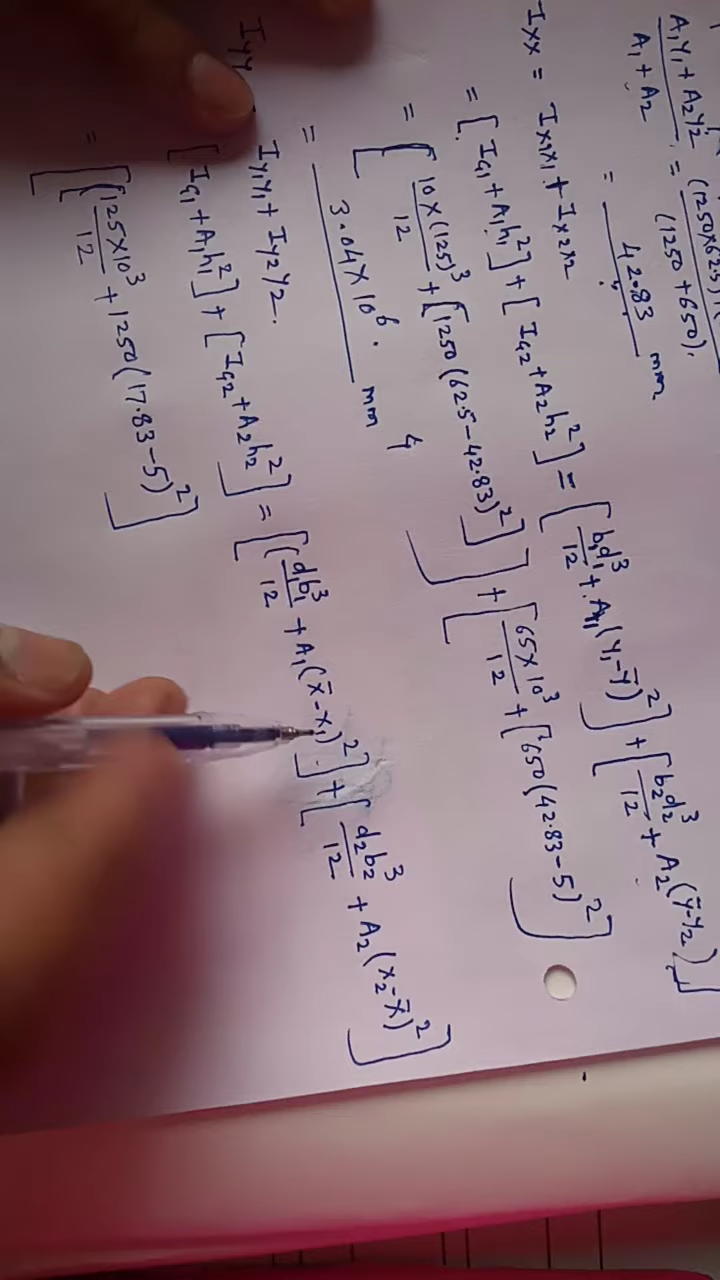 A₁Y₁ + A₂Y₂ / A₁ + A₂ = (1250×62.5) / (1250 + 650).
= 42.83 mm
Ixx = Ix₁x₁ + Ix₂x₂
= [IG₁ + A₁h₁²] + [IG₂ + A₂h₂²] = [b₁d₁³/12 + A₁(Y₁-Ȳ)²] + [b₂d₂³/12 + A₂(Ȳ-Y₂)]
= [10×(125)³/12 + [1250(62.5-42.83)²]] + [65×10³/12 + [650(42.83-5)²]
= 3.04×10⁶. mm 4
Iyy = Iy₁y₁ + Iy₂y₂.
[IG₁ + A₁h₁²] + [IG₂ + A₂h₂²] = [(d₁b₁³/12 + A₁(x̄-x₁)²] + [d₂b₂³/12 + A₂(x₂-x̄)²]
= [[(125×10³/12 + 1250(17.83-5)²]